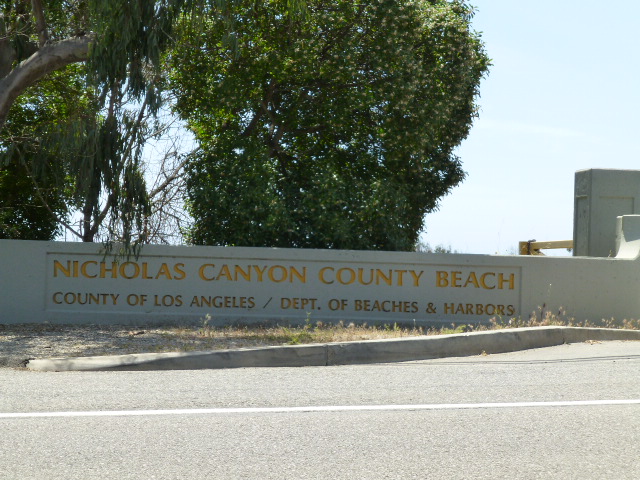 NICHOLAS CANYON COUNTY BEACH
COUNTY OF LOS ANGELES / DEPT. OF BEACHES & HARBORS